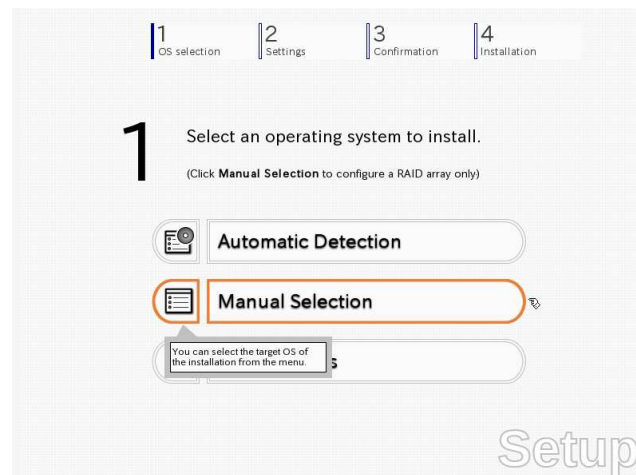 1
OS selection
2
Settings
3
Confirmation
4
Installation
1
Select an operating system to install.
(Click Manual Selection to configure a RAID array only)
Automatic Detection
Manual Selection
You can select the target OS of
the installation from the menu.
Setup